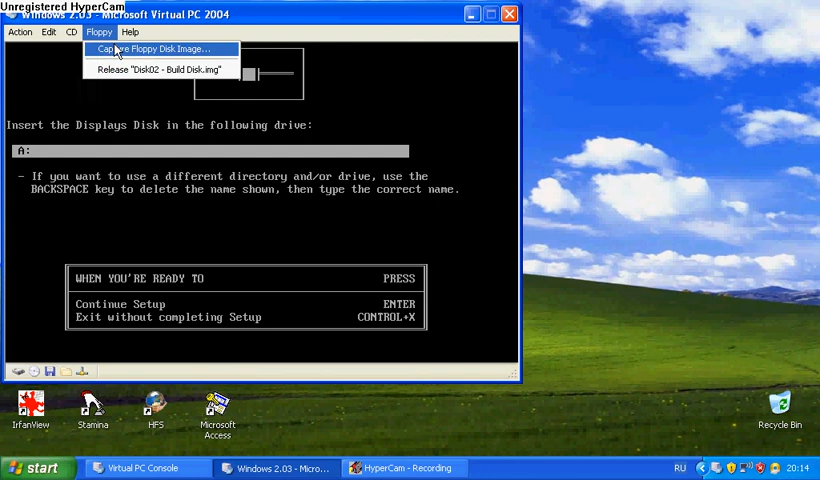 Unregistered HyperCam
Windows 2.03 - Microsoft Virtual PC 2004
Action Edit CD Floppy Help
Capture Floppy Disk Image...
Release "Disk02 - Build Disk.img"
Insert the Displays Disk in the following drive:
A:
- If you want to use a different directory and/or drive, use the
BACKSPACE key to delete the name shown, then type the correct name.
WHEN YOU'RE READY TO PRESS
Continue Setup ENTER
Exit without completing Setup CONTROL+X
IrfanView
Stamina
HFS
Microsoft
Access
Recycle Bin
start
Virtual PC Console
Windows 2.03 - Micro...
HyperCam - Recording
RU
20:14